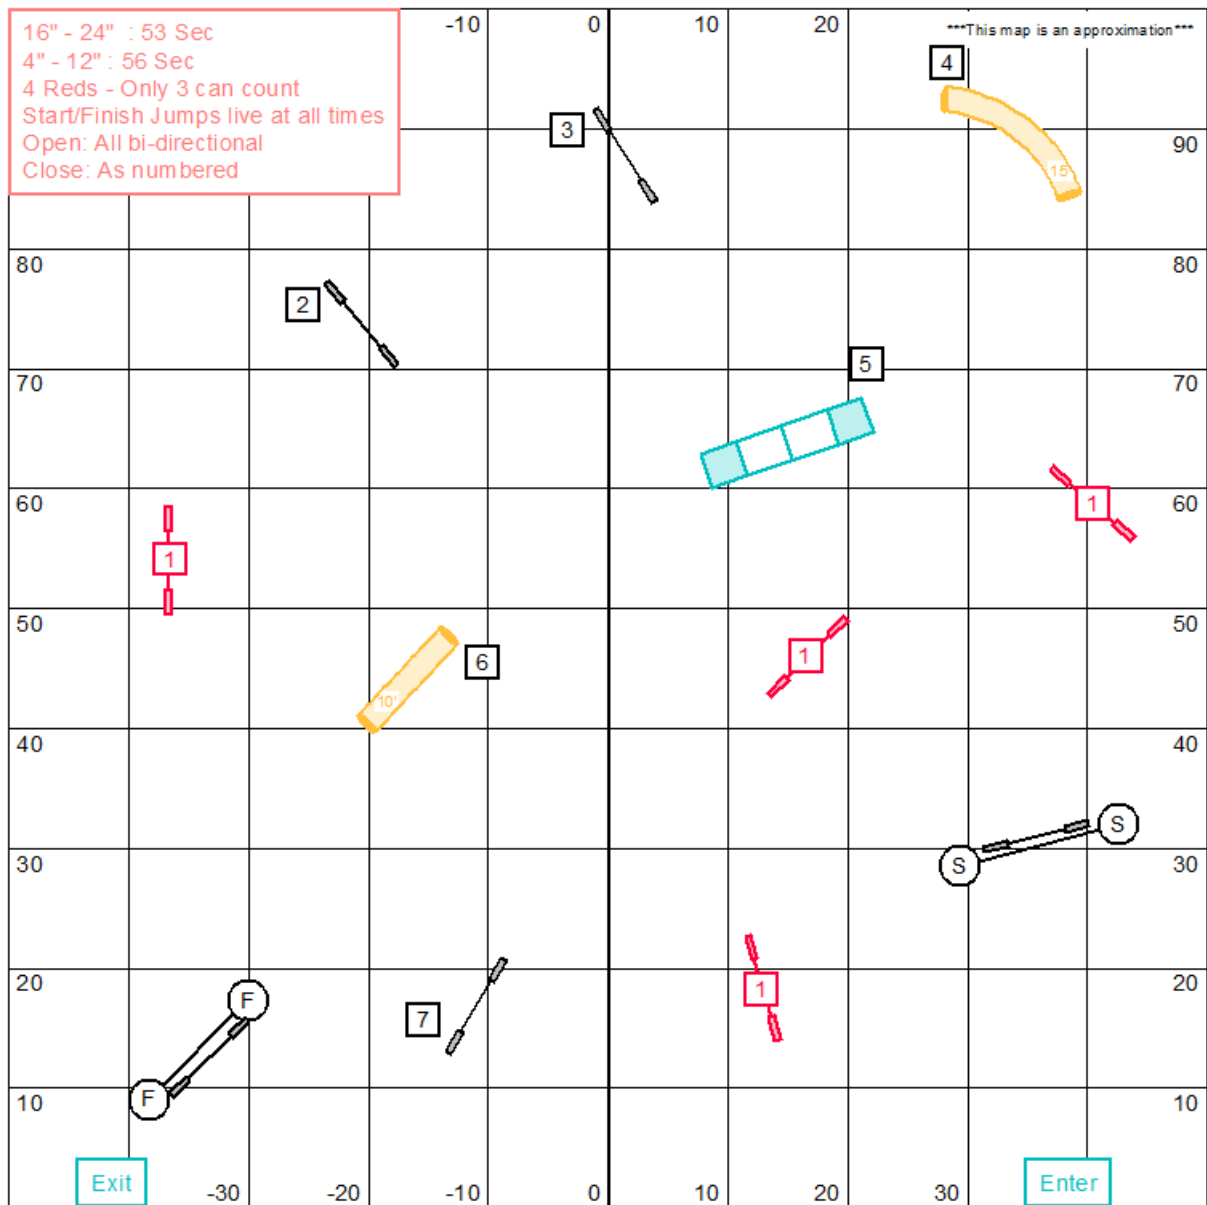 16" - 24"  : 53 Sec
4" - 12" : 56 Sec
4 Reds - Only 3 can count
Start/Finish Jumps live at all times
Open: All bi-directional
Close: As numbered
-10 0 10 20
***This map is an approximation***
4
3
90
15'
80 80
2
5
70 70
60 60
1
1
50 50
1
6
10'
40 40
S
S
30 30
20 20
1
F
7
F
10 10
Exit
-30 -20 -10 0 10 20 30
Enter